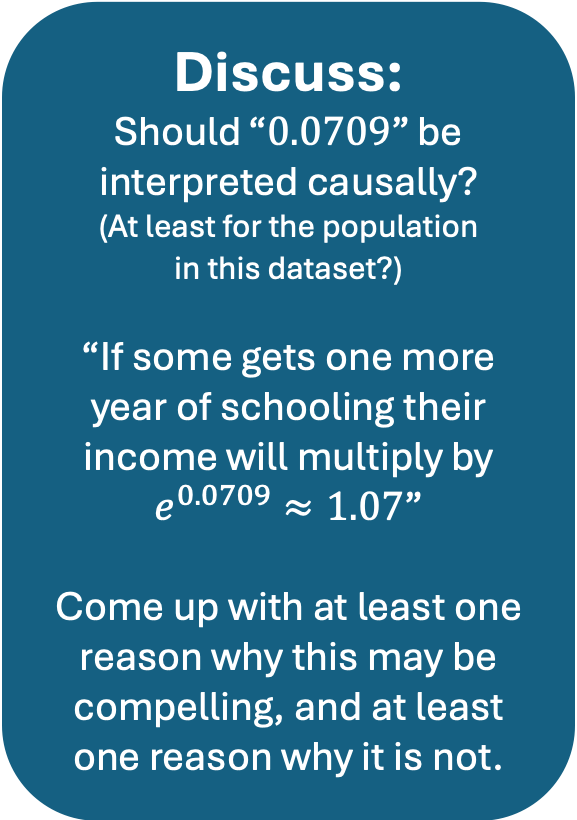 Discuss:
Should “0.0709” be
interpreted causally?
(At least for the population
in this dataset?)
“If some gets one more
year of schooling their
income will multiply by
𝑒^0.0709 ≈ 1.07”
Come up with at least one
reason why this may be
compelling, and at least
one reason why it is not.